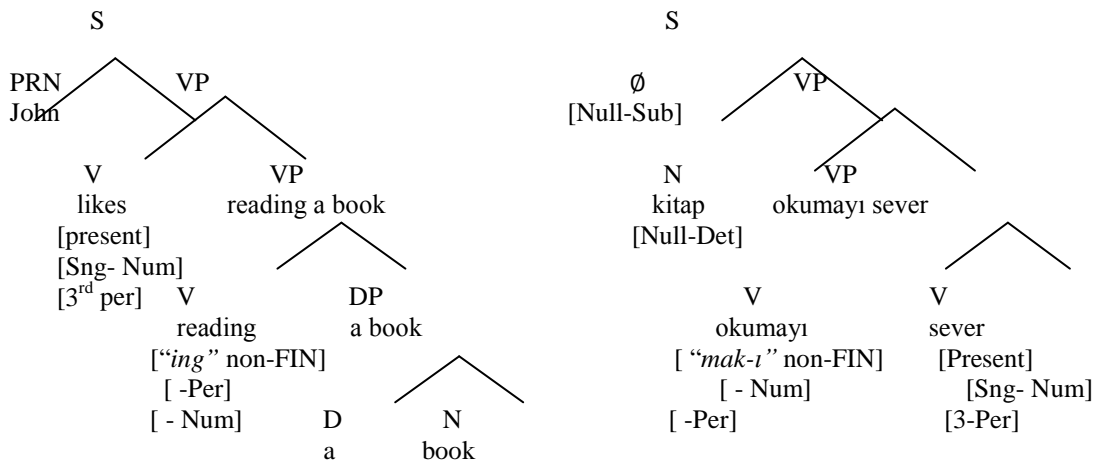 S S
PRN VP Ø VP
John [Null-Sub]
V VP N VP
likes reading a book kitap okumayı sever
[present] [Null-Det]
[Sng- Num]
[3rd per] V DP V V
reading a book okumayı sever
["ing" non-FIN] [ "mak-ı" non-FIN] [Present]
[ -Per] [ - Num] [Sng- Num]
[ - Num] D N [ -Per] [3-Per]
a book